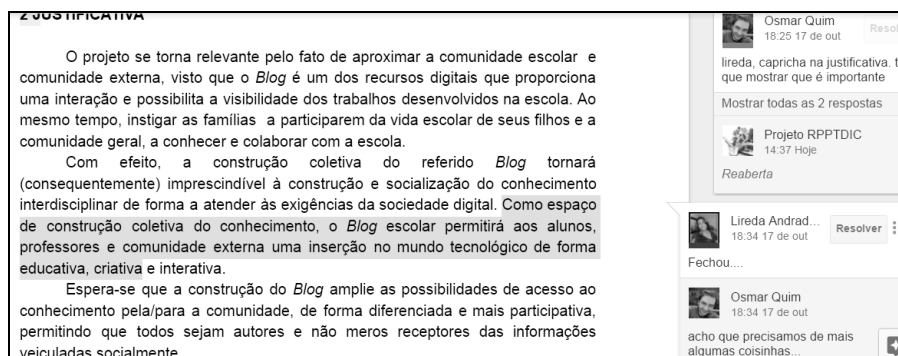 2 JUSTIFICATIVA
O projeto se torna relevante pelo fato de aproximar a comunidade escolar e
comunidade externa, visto que o Blog é um dos recursos digitais que proporciona
uma interação e possibilita a visibilidade dos trabalhos desenvolvidos na escola. Ao
mesmo tempo, instigar as famílias a participarem da vida escolar de seus filhos e a
comunidade geral, a conhecer e colaborar com a escola.
Com efeito, a construção coletiva do referido Blog tornará
(consequentemente) imprescindível à construção e socialização do conhecimento
interdisciplinar de forma a atender às exigências da sociedade digital. Como espaço
de construção coletiva do conhecimento, o Blog escolar permitirá aos alunos,
professores e comunidade externa uma inserção no mundo tecnológico de forma
educativa, criativa e interativa.
Espera-se que a construção do Blog amplie as possibilidades de acesso ao
conhecimento pela/para a comunidade, de forma diferenciada e mais participativa,
permitindo que todos sejam autores e não meros receptores das informações
veiculadas socialmente.
Osmar Quim
18:25 17 de out
lireda, capricha na justificativa.
que mostrar que é importante
Mostrar todas as 2 respostas
Projeto RPPTDIC
14:37 Hoje
Reaberta
Lireda Andrad...
18:34 17 de out
Resolver
Fechou....
Osmar Quim
18:34 17 de out
acho que precisamos de mais
algumas coisinhas...